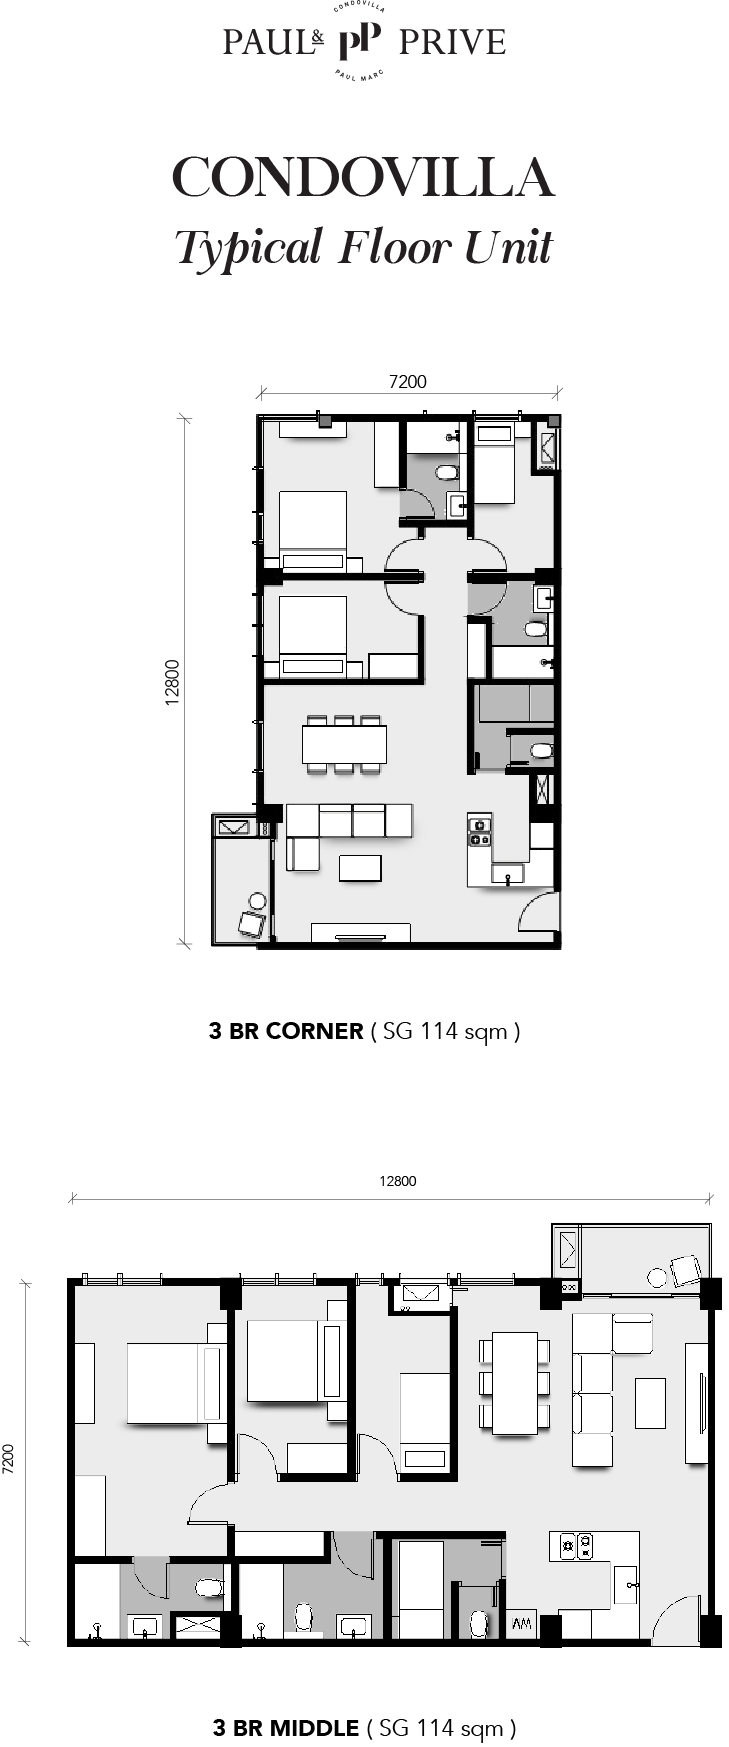 CONDOVILLA
PAUL & PP PRIVE
PAUL MARC
CONDOVILLA
Typical Floor Unit
7200
12800
3 BR CORNER ( SG 114 sqm )
12800
7200
WM
3 BR MIDDLE ( SG 114 sqm )